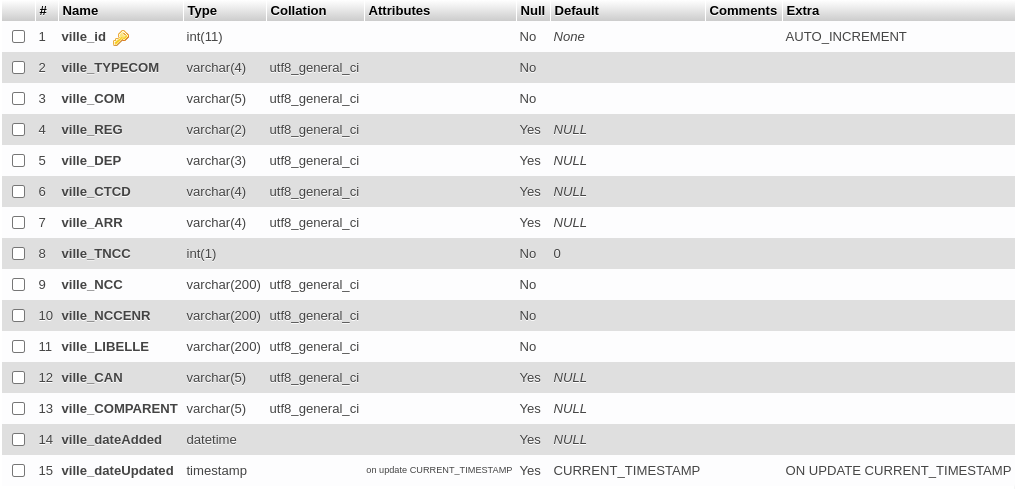 # Name Type Collation Attributes Null Default Comments Extra
1 ville_id int(11) No None AUTO_INCREMENT
2 ville_TYPECOM varchar(4) utf8_general_ci No
3 ville_COM varchar(5) utf8_general_ci No
4 ville_REG varchar(2) utf8_general_ci Yes NULL
5 ville_DEP varchar(3) utf8_general_ci Yes NULL
6 ville_CTCD varchar(4) utf8_general_ci Yes NULL
7 ville_ARR varchar(4) utf8_general_ci Yes NULL
8 ville_TNCC int(1) No 0
9 ville_NCC varchar(200) utf8_general_ci No
10 ville_NCCENR varchar(200) utf8_general_ci No
11 ville_LIBELLE varchar(200) utf8_general_ci No
12 ville_CAN varchar(5) utf8_general_ci Yes NULL
13 ville_COMPARENT varchar(5) utf8_general_ci Yes NULL
14 ville_dateAdded datetime Yes NULL
15 ville_dateUpdated timestamp on update CURRENT_TIMESTAMP Yes CURRENT_TIMESTAMP ON UPDATE CURRENT_TIMESTAMP